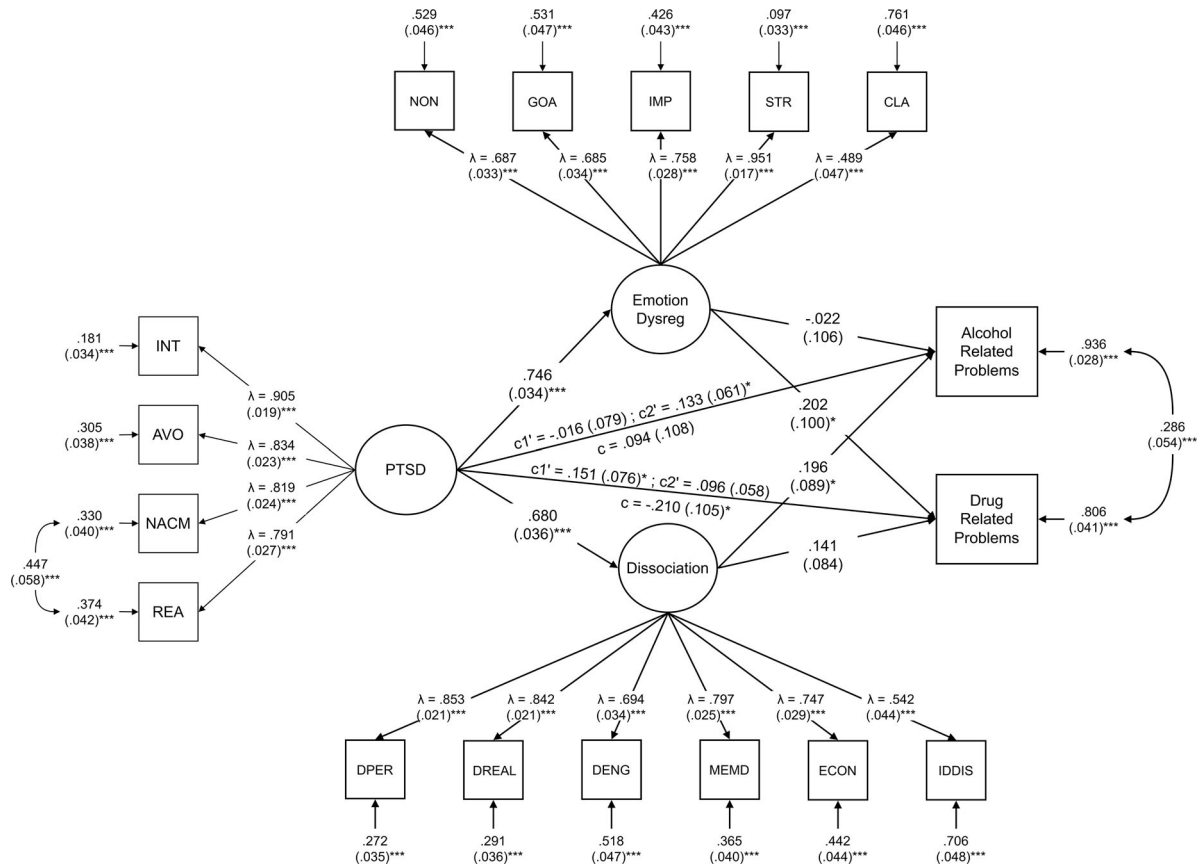 .529
(.046)***
.531
(.047)***
.426
(.043)***
.097
(.033)***
.761
(.046)***
NON
GOA
IMP
STR
CLA
λ = .687
(.033)***
λ = .685
(.034)***
λ = .758
(.028)***
λ = .951
(.017)***
λ = .489
(.047)***
Emotion
Dysreg
.181
(.034)***
INT
λ = .905
(.019)***
.305
(.038)***
AVO
λ = .834
(.023)***
.330
(.040)***
NACM
λ = .819
(.024)***
.447
(.058)***
.374
(.042)***
REA
λ = .791
(.027)***
PTSD
.746
(.034)***
-.022
(.106)
Alcohol
Related
Problems
.936
(.028)***
c1' = -.016 (.079) ; c2' = .133 (.061)*
c = .094 (.108)
.202
(.100)*
.286
(.054)***
c1' = .151 (.076)* ; c2' = .096 (.058)
c = -.210 (.105)*
.196
(.089)*
Drug
Related
Problems
.806
(.041)***
.680
(.036)***
.141
(.084)
Dissociation
λ = .853
(.021)***
λ = .842
(.021)***
λ = .694
(.034)***
λ = .797
(.025)***
λ = .747
(.029)***
λ = .542
(.044)***
DPER
DREAL
DENG
MEMD
ECON
IDDIS
.272
(.035)***
.291
(.036)***
.518
(.047)***
.365
(.040)***
.442
(.044)***
.706
(.048)***